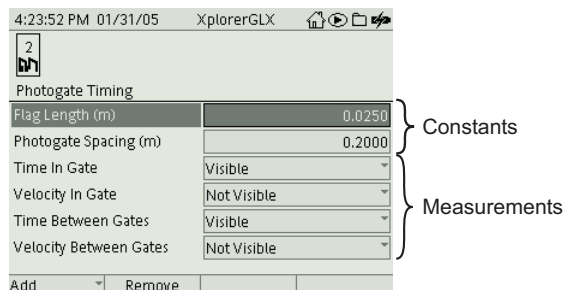 4:23:52 PM 01/31/05 XplorerGLX
2
Photogate Timing
Flag Length (m) 0.0250
Photogate Spacing (m) 0.2000
Constants
Time In Gate Visible
Velocity In Gate Not Visible
Time Between Gates Visible
Velocity Between Gates Not Visible
Measurements
Add Remove